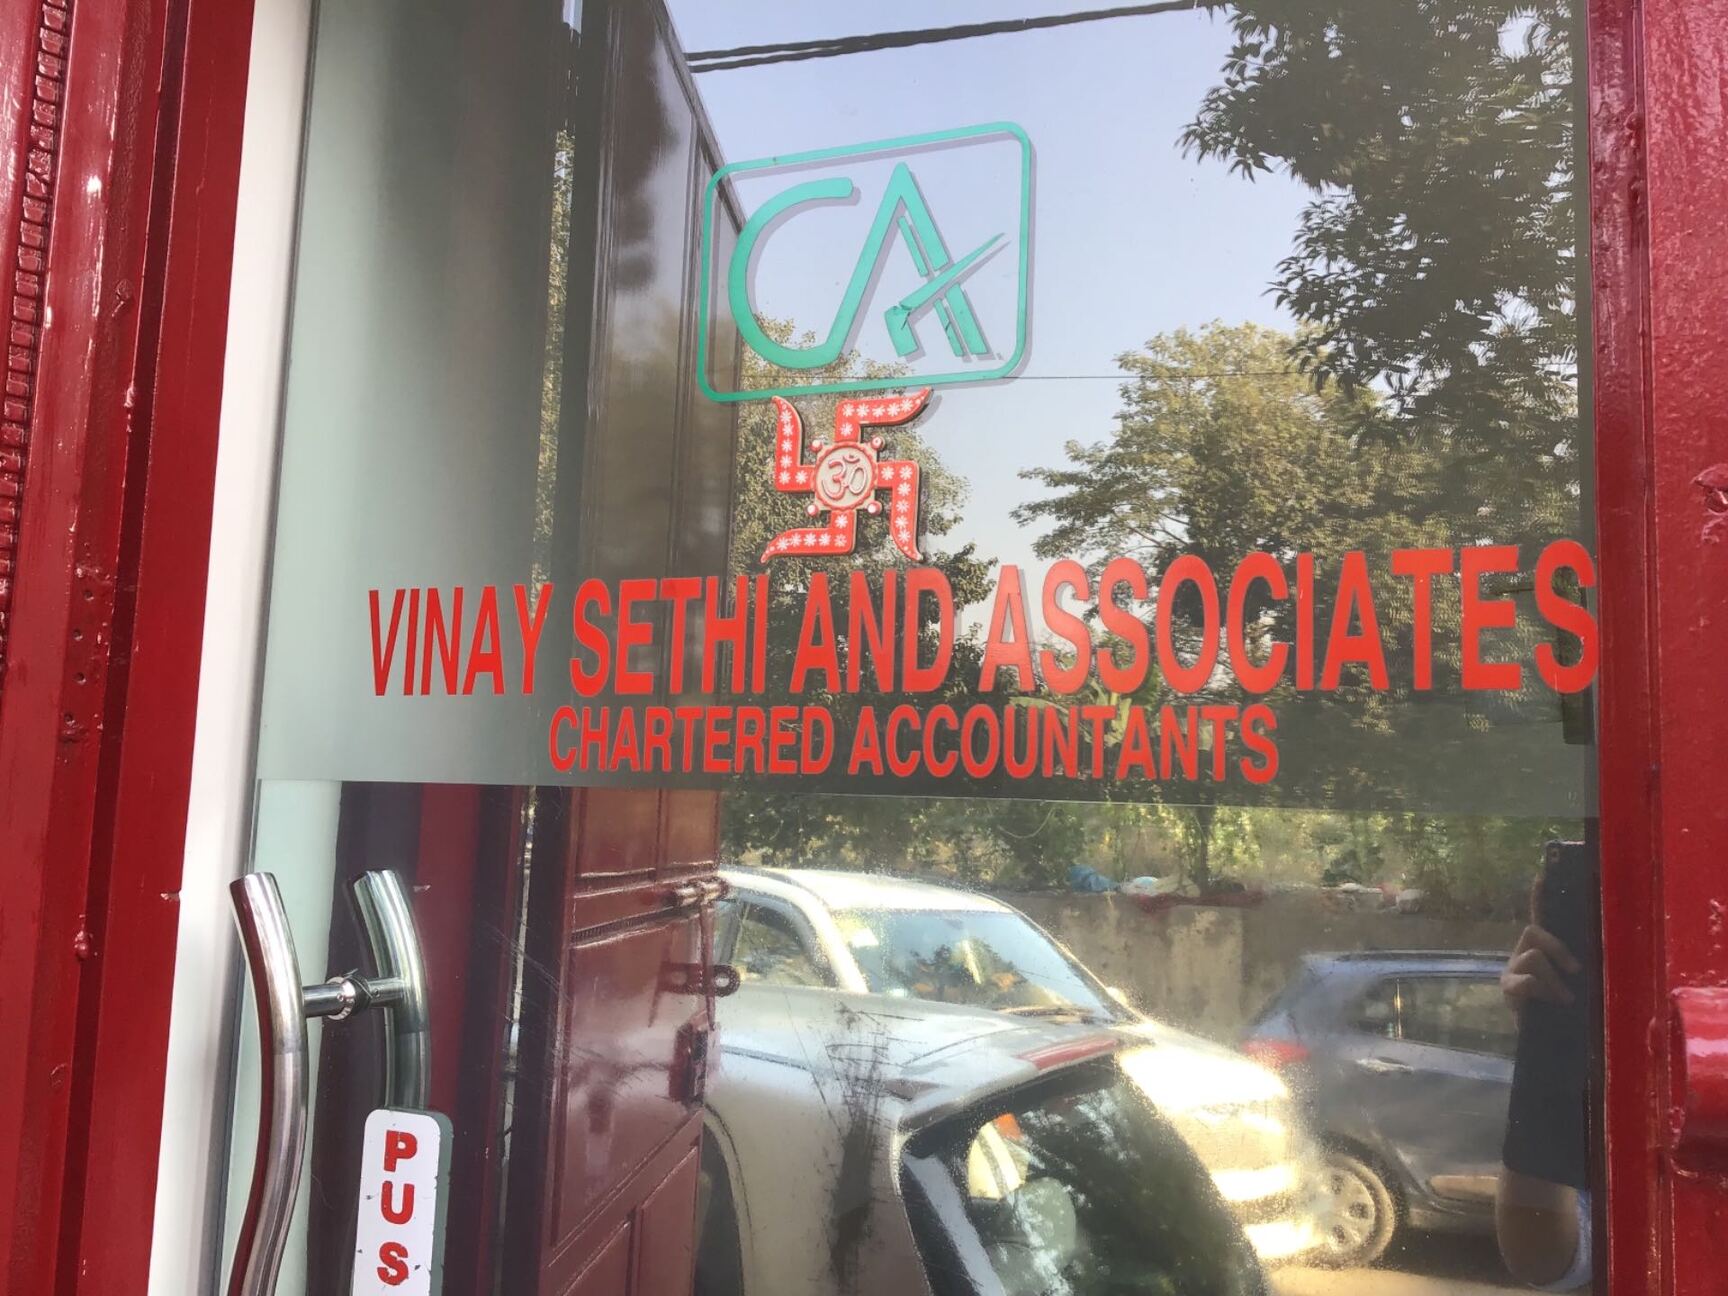 CA
ॐ
VINAY SETHI AND ASSOCIATES
CHARTERED ACCOUNTANTS
PUS